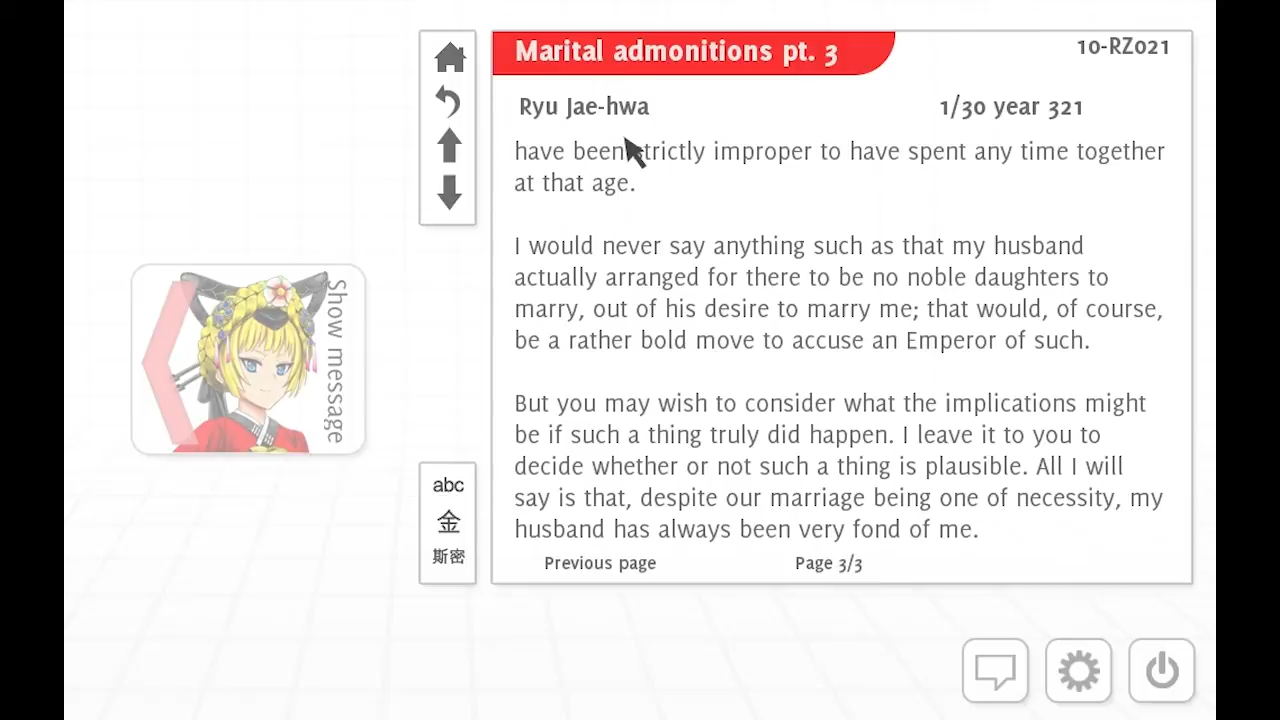 Marital admonitions pt. 3
10-RZ021
Ryu Jae-hwa
1/30 year 321
have been strictly improper to have spent any time together
at that age.
I would never say anything such as that my husband
actually arranged for there to be no noble daughters to
marry, out of his desire to marry me; that would, of course,
be a rather bold move to accuse an Emperor of such.
But you may wish to consider what the implications might
be if such a thing truly did happen. I leave it to you to
decide whether or not such a thing is plausible. All I will
say is that, despite our marriage being one of necessity, my
husband has always been very fond of me.
Previous page
Page 3/3
Show message
abc
金
斯密